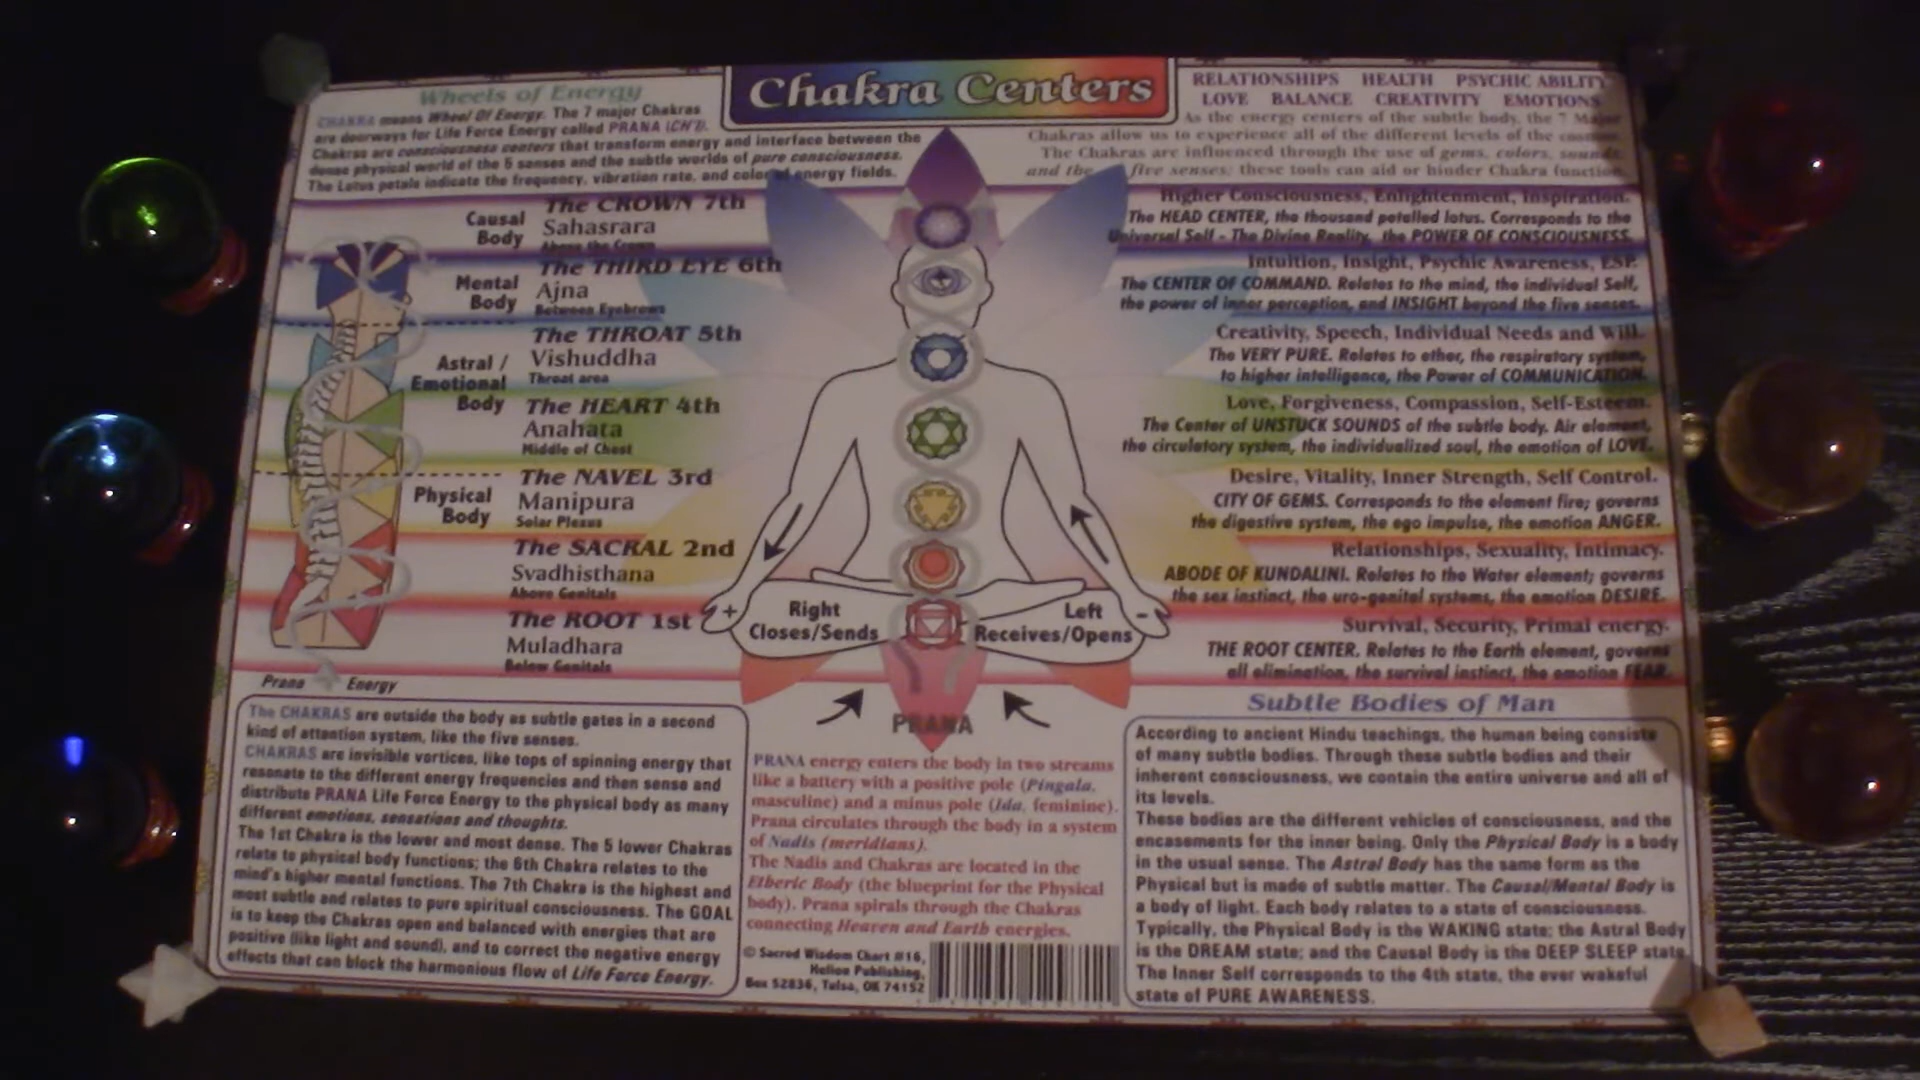 Chakra Centers
Wheels of Energy
CHAKRA means Wheel Of Energy. The 7 major Chakras
are doorways for Life Force Energy called PRANA (CH'I).
Chakras are consciousness centers that transform energy and interface between the
dense physical world of the 5 senses and the subtle worlds of pure consciousness.
The Lotus petals indicate the frequency, vibration rate, and color of energy fields.
RELATIONSHIPS HEALTH PSYCHIC ABILITY
LOVE BALANCE CREATIVITY EMOTIONS
As the energy centers of the subtle body, the 7 Major
Chakras allow us to experience all of the different levels of the
The Chakras are influenced through the use of gems, colors, sounds,
and the five senses; these tools can aid or hinder Chakra function.
Causal
Body
The CROWN 7th
Sahasrara
Above the Crown
Higher Consciousness, Enlightenment, Inspiration.
The HEAD CENTER, the thousand petalled lotus. Corresponds to the
Universal Self - The Divine Reality, the POWER OF CONSCIOUSNESS.
Mental
Body
The THIRD EYE 6th
Ajna
Between Eyebrows
Intuition, Insight, Psychic Awareness, ESP.
The CENTER OF COMMAND. Relates to the mind, the individual Self,
the power of inner perception, and INSIGHT beyond the five senses.
Astral /
Emotional
Body
The THROAT 5th
Vishuddha
Throat area
Creativity, Speech, Individual Needs and Will.
The VERY PURE. Relates to ether, the respiratory system,
to higher intelligence, the Power of COMMUNICATION.
The HEART 4th
Anahata
Middle of Chest
Love, Forgiveness, Compassion, Self-Esteem.
The Center of UNSTUCK SOUNDS of the subtle body. Air element,
the circulatory system, the individualized soul, the emotion of LOVE.
Physical
Body
The NAVEL 3rd
Manipura
Solar Plexus
Desire, Vitality, Inner Strength, Self Control.
CITY OF GEMS. Corresponds to the element fire; governs
the digestive system, the ego impulse, the emotion ANGER.
The SACRAL 2nd
Svadhisthana
Above Genitals
Relationships, Sexuality, Intimacy.
ABODE OF KUNDALINI. Relates to the Water element; governs
the sex instinct, the uro-genital systems, the emotion DESIRE.
The ROOT 1st
Muladhara
Below Genitals
Survival, Security, Primal energy.
THE ROOT CENTER. Relates to the Earth element, governs
all elimination, the survival instinct, the emotion FEAR.
+
Right
Closes/Sends
Left
Receives/Opens
-
Prana Energy
PRANA
The CHAKRAS are outside the body as subtle gates in a second
kind of attention system, like the five senses.
CHAKRAS are invisible vortices, like tops of spinning energy that
resonate to the different energy frequencies and then sense and
distribute PRANA Life Force Energy to the physical body as many
different emotions, sensations and thoughts.
The 1st Chakra is the lower and most dense. The 5 lower Chakras
relate to physical body functions; the 6th Chakra relates to the
mind's higher mental functions. The 7th Chakra is the highest and
most subtle and relates to pure spiritual consciousness. The GOAL
is to keep the Chakras open and balanced with energies that are
positive (like light and sound), and to correct the negative energy
effects that can block the harmonious flow of Life Force Energy.
PRANA energy enters the body in two streams
like a battery with a positive pole (Pingala,
masculine) and a minus pole (Ida, feminine).
Prana circulates through the body in a system
of Nadis (meridians).
The Nadis and Chakras are located in the
Etheric Body (the blueprint for the Physical
body). Prana spirals through the Chakras
connecting Heaven and Earth energies.
© Sacred Wisdom Chart #16,
Helion Publishing,
Box 52836, Tulsa, OK 74152
Subtle Bodies of Man
According to ancient Hindu teachings, the human being consists
of many subtle bodies. Through these subtle bodies and their
inherent consciousness, we contain the entire universe and all of
its levels.
These bodies are the different vehicles of consciousness, and the
encasements for the inner being. Only the Physical Body is a body
in the usual sense. The Astral Body has the same form as the
Physical but is made of subtle matter. The Causal/Mental Body is
a body of light. Each body relates to a state of consciousness.
Typically, the Physical Body is the WAKING state; the Astral Body
is the DREAM state; and the Causal Body is the DEEP SLEEP state.
The Inner Self corresponds to the 4th state, the ever wakeful
state of PURE AWARENESS.